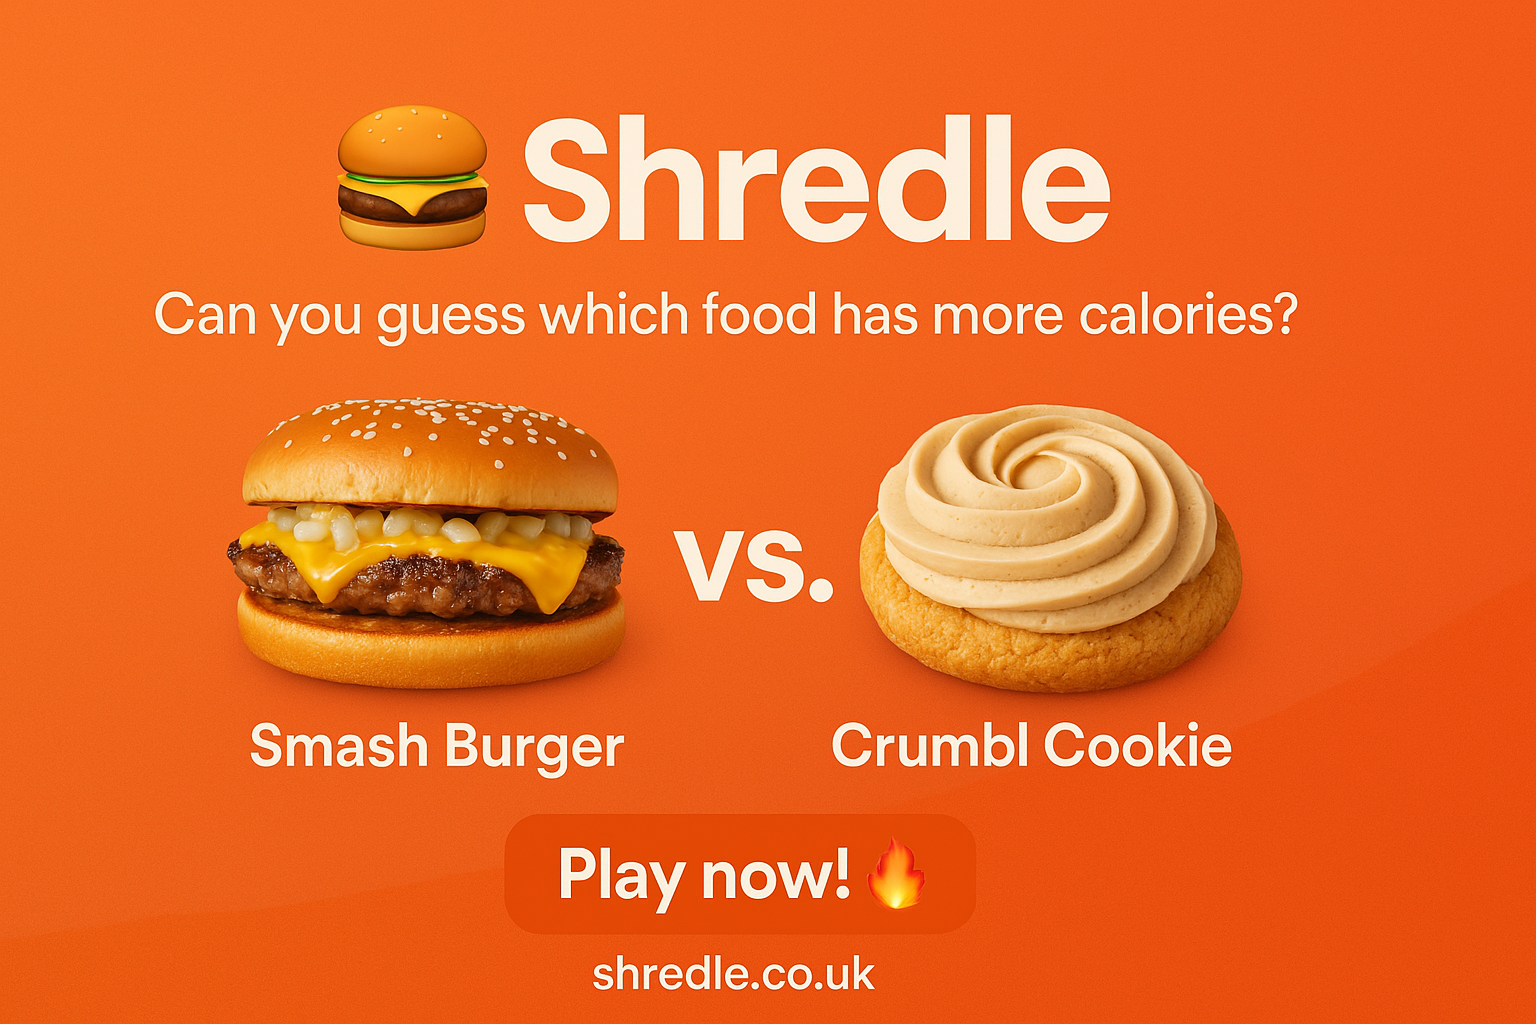 Shredle
Can you guess which food has more calories?
vs.
Smash Burger
Crumbl Cookie
Play now!
shredle.co.uk